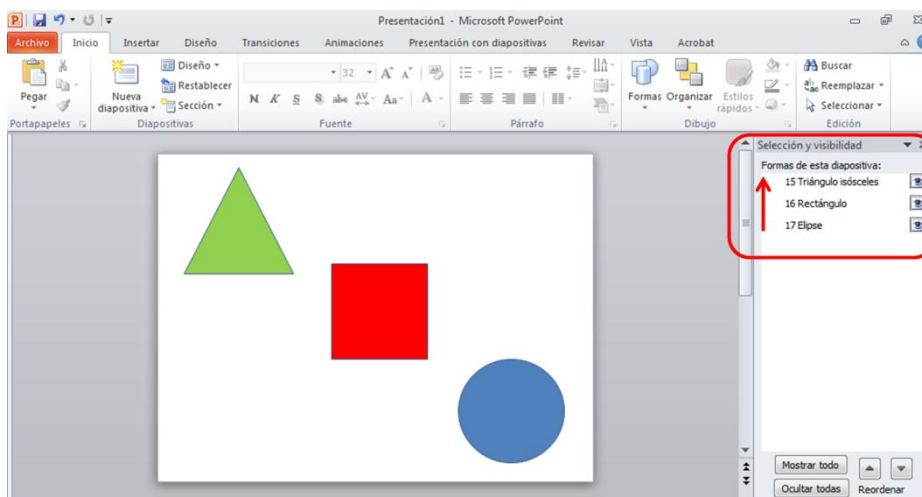 Presentación1 - Microsoft PowerPoint
Archivo Inicio Insertar Diseño Transiciones Animaciones Presentación con diapositivas Revisar Vista Acrobat
Pegar
Nueva diapositiva
Diseño
Restablecer
Sección
32
N K S S abc AV Aa A
Formas Organizar Estilos rápidos
Buscar
Reemplazar
Seleccionar
Portapapeles Diapositivas Fuente Párrafo Dibujo Edición
Selección y visibilidad
Formas de esta diapositiva:
15 Triángulo isósceles
16 Rectángulo
17 Elipse
Mostrar todo
Ocultar todas Reordenar